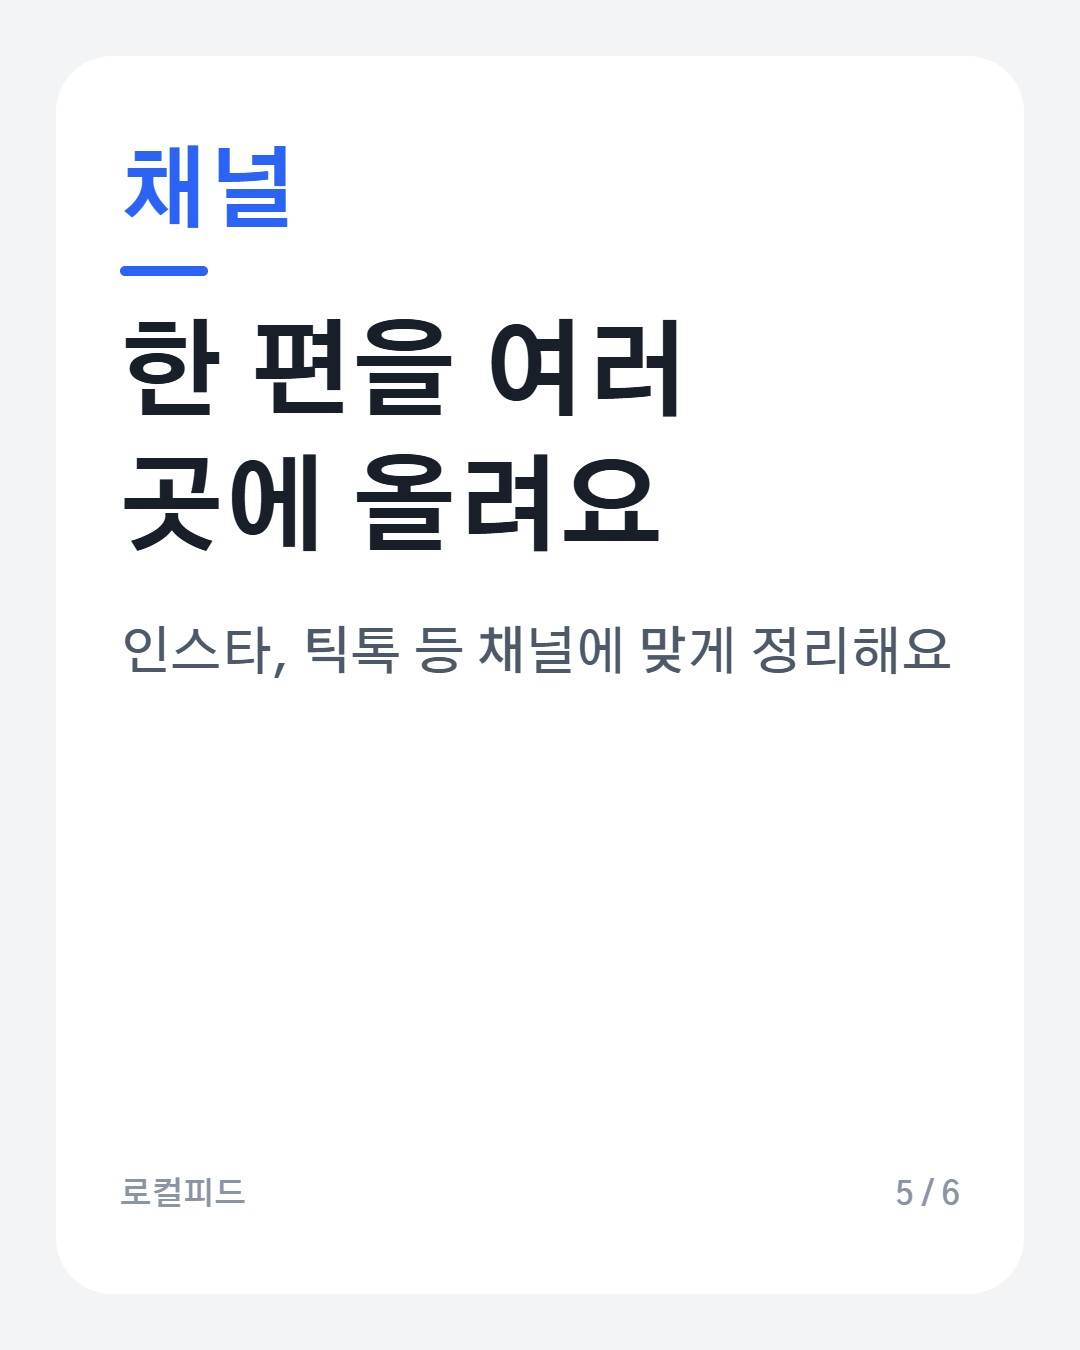 채널
한 편을 여러
곳에 올려요
인스타, 틱톡 등 채널에 맞게 정리해요
로컬피드
5 / 6